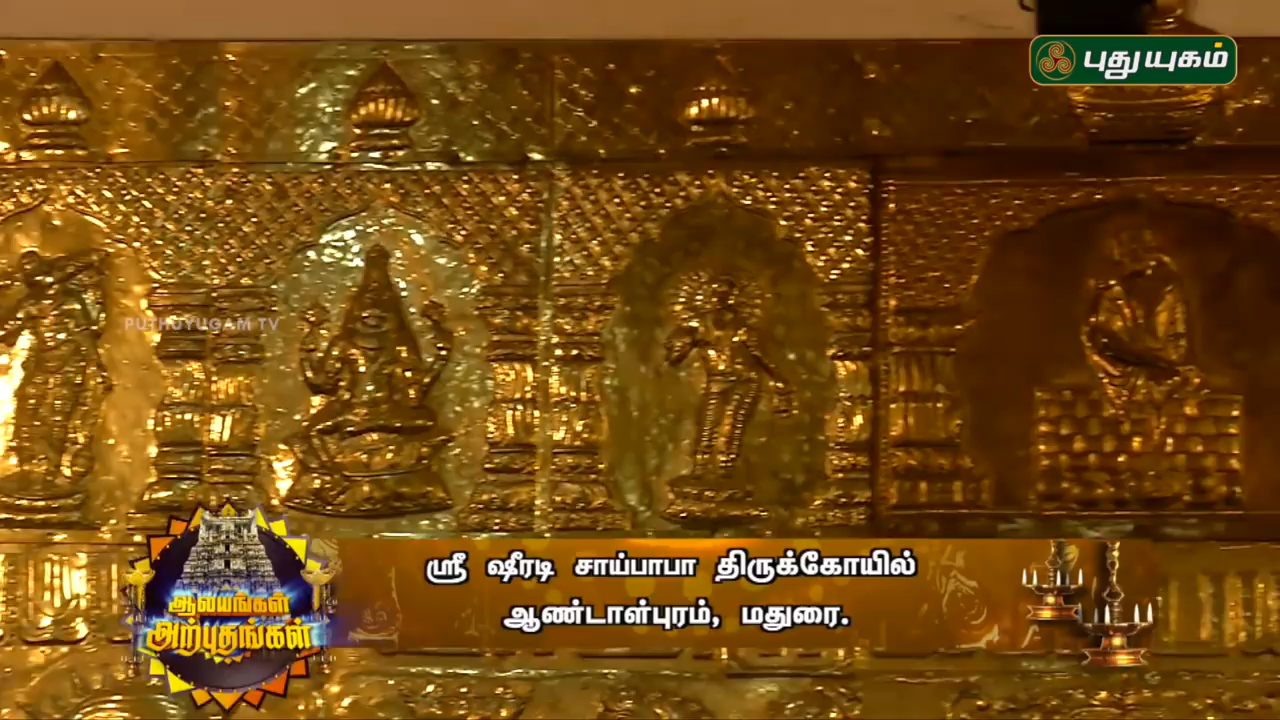 புதுயுகம்
PUTHUYUGAM TV
ஸ்ரீ ஷீரடி சாய்பாபா திருக்கோயில்
ஆண்டாள்புரம், மதுரை.
ஆலயங்கள்
அற்புதங்கள்